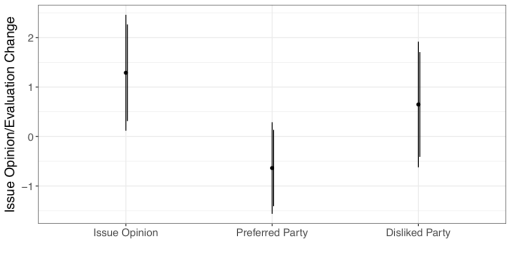 Issue Opinion/Evaluation Change
2
1
0
−1
Issue Opinion
Preferred Party
Disliked Party